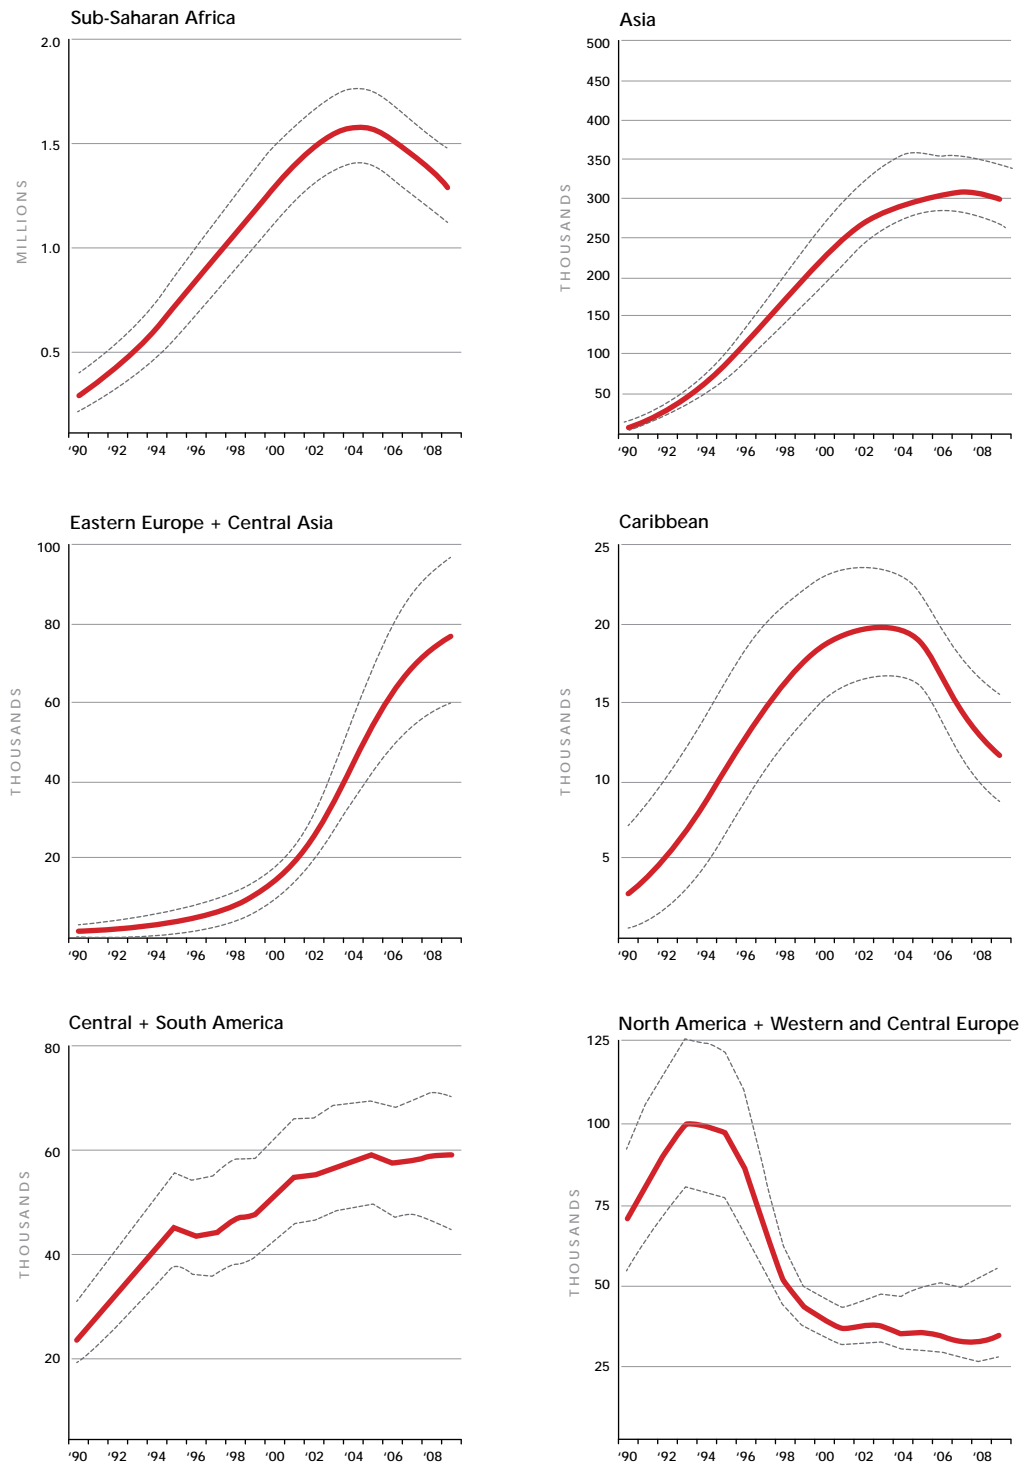 Sub-Saharan Africa
2.0
1.5
1.0
0.5
MILLIONS
‘90 ‘92 ‘94 ‘96 ‘98 ‘00 ‘02 ‘04 ‘06 ‘08
Asia
500
450
400
350
300
250
200
150
100
50
THOUSANDS
‘90 ‘92 ‘94 ‘96 ‘98 ‘00 ‘02 ‘04 ‘06 ‘08
Eastern Europe + Central Asia
100
80
60
40
20
THOUSANDS
‘90 ‘92 ‘94 ‘96 ‘98 ‘00 ‘02 ‘04 ‘06 ‘08
Caribbean
25
20
15
10
5
THOUSANDS
‘90 ‘92 ‘94 ‘96 ‘98 ‘00 ‘02 ‘04 ‘06 ‘08
Central + South America
80
60
40
20
THOUSANDS
‘90 ‘92 ‘94 ‘96 ‘98 ‘00 ‘02 ‘04 ‘06 ‘08
North America + Western and Central Europe
125
100
75
50
25
THOUSANDS
‘90 ‘92 ‘94 ‘96 ‘98 ‘00 ‘02 ‘04 ‘06 ‘08